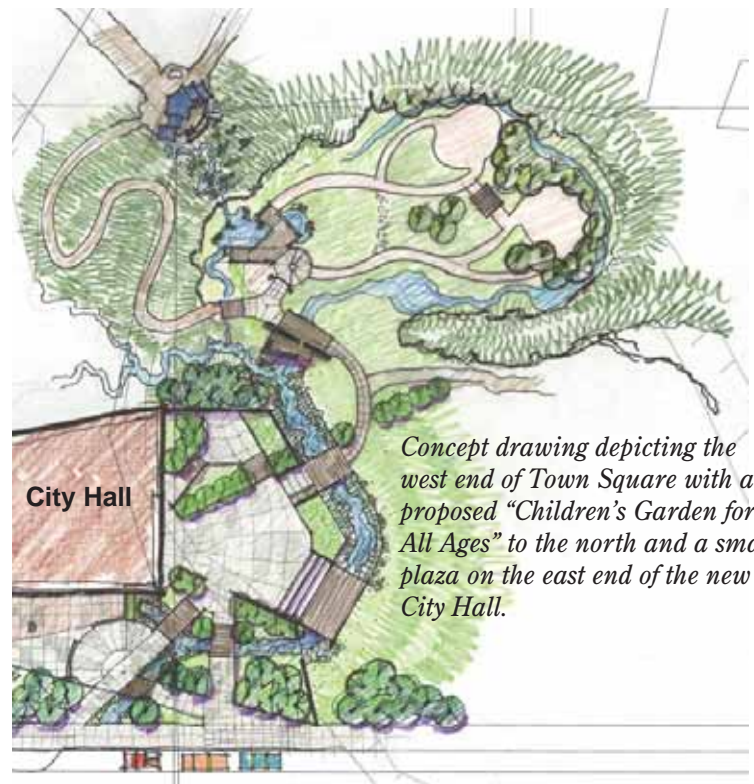 City Hall
Concept drawing depicting the
west end of Town Square with a
proposed “Children’s Garden for
All Ages” to the north and a
plaza on the east end of the new
City Hall.